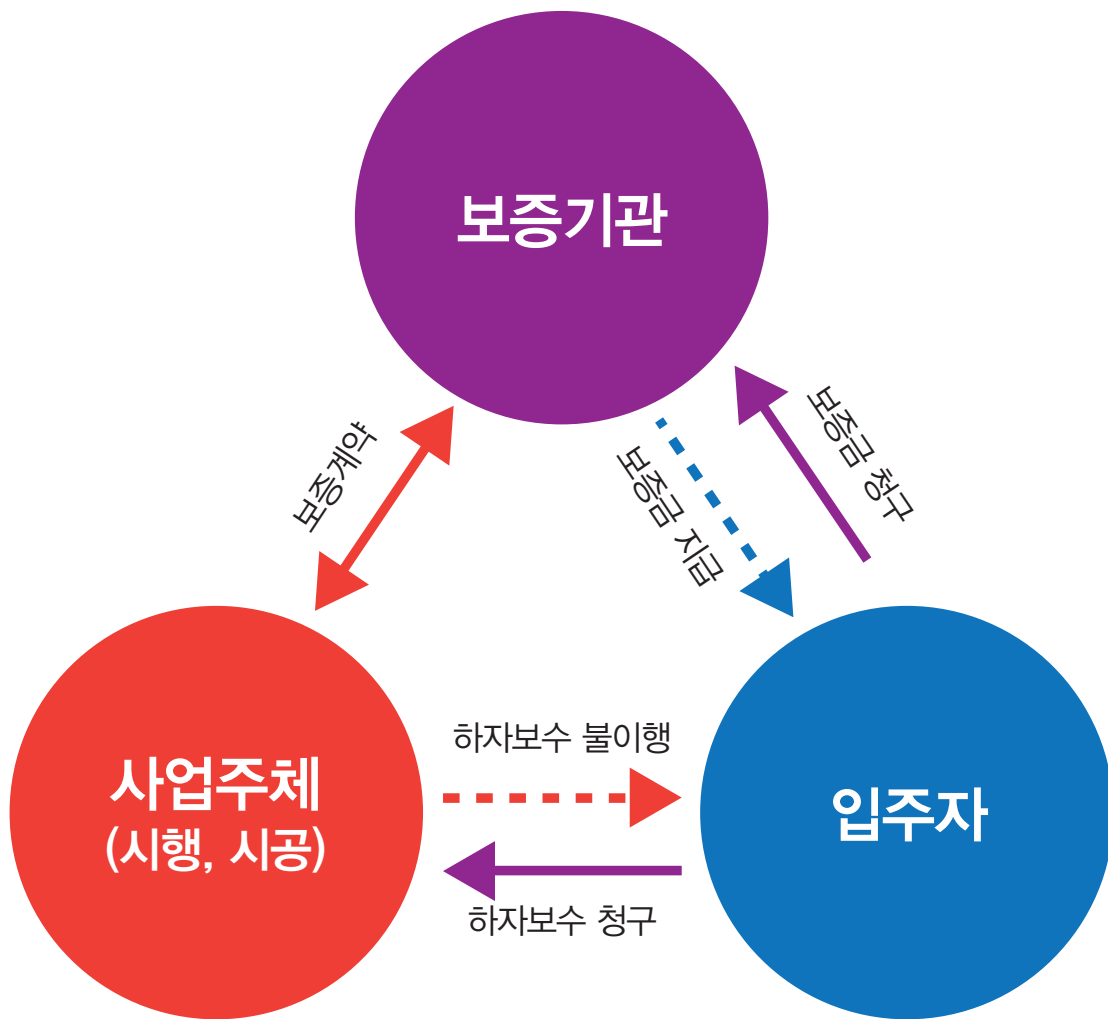 보증기관
보증계약
보증금 지급
보증금 청구
하자보수 불이행
사업주체
(시행, 시공)
입주자
하자보수 청구